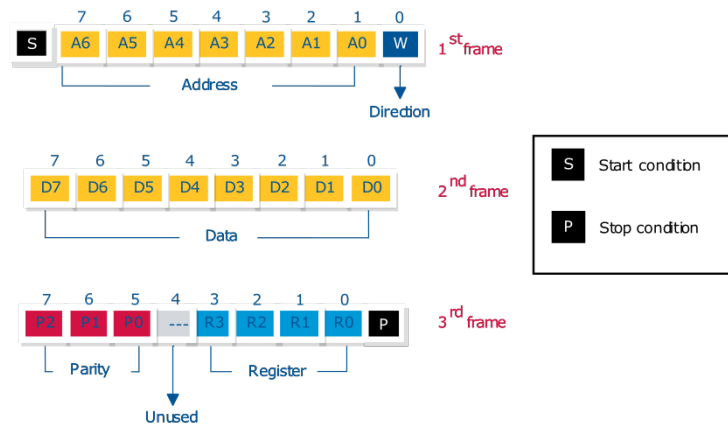 7 6 5 4 3 2 1 0
S A6 A5 A4 A3 A2 A1 A0 W
1st frame
Address
Direction
7 6 5 4 3 2 1 0
D7 D6 D5 D4 D3 D2 D1 D0
2nd frame
Data
S Start condition
P Stop condition
7 6 5 4 3 2 1 0
P2 P1 P0 --- R3 R2 R1 R0 P
3rd frame
Parity
Register
Unused